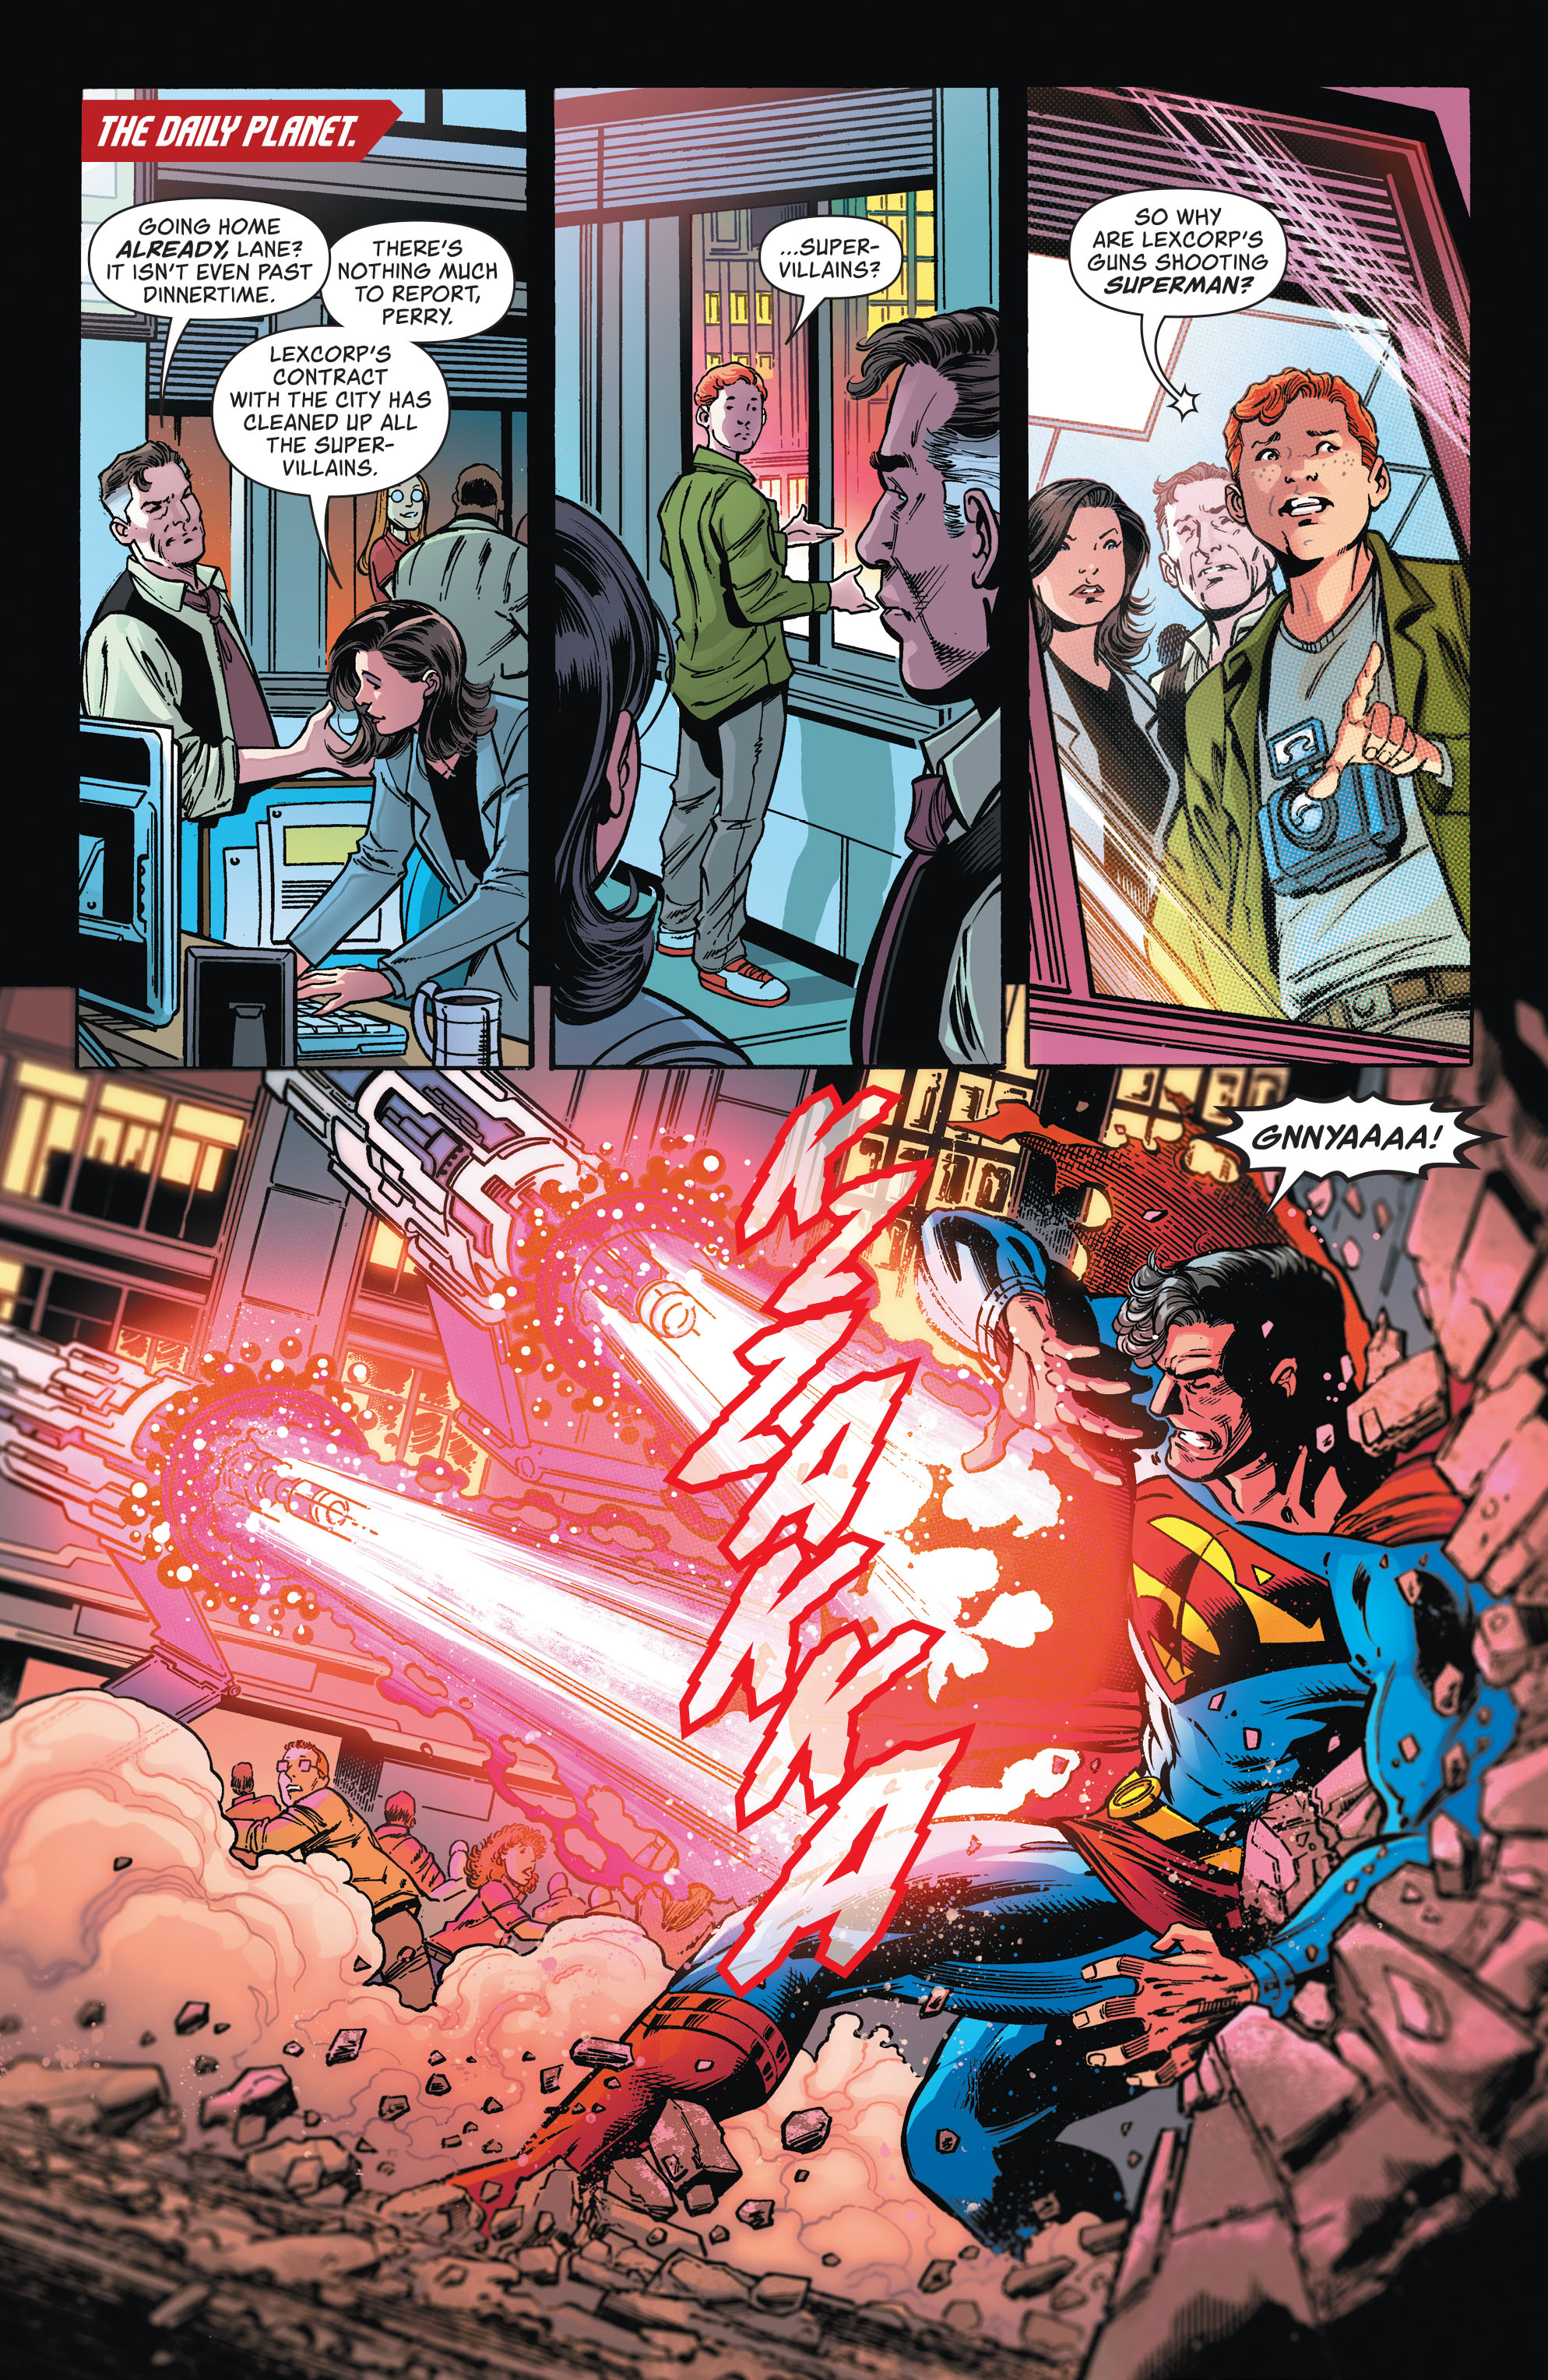 THE DAILY PLANET.
GOING HOME
ALREADY, LANE?
IT ISN'T EVEN PAST
DINNERTIME.
THERE'S
NOTHING MUCH
TO REPORT,
PERRY.
LEXCORP'S
CONTRACT
WITH THE CITY HAS
CLEANED UP ALL
THE SUPER-
VILLAINS.
...SUPER-
VILLAINS?
SO WHY
ARE LEXCORP'S
GUNS SHOOTING
SUPERMAN?
GNNYAAAA!
KZZAKKA